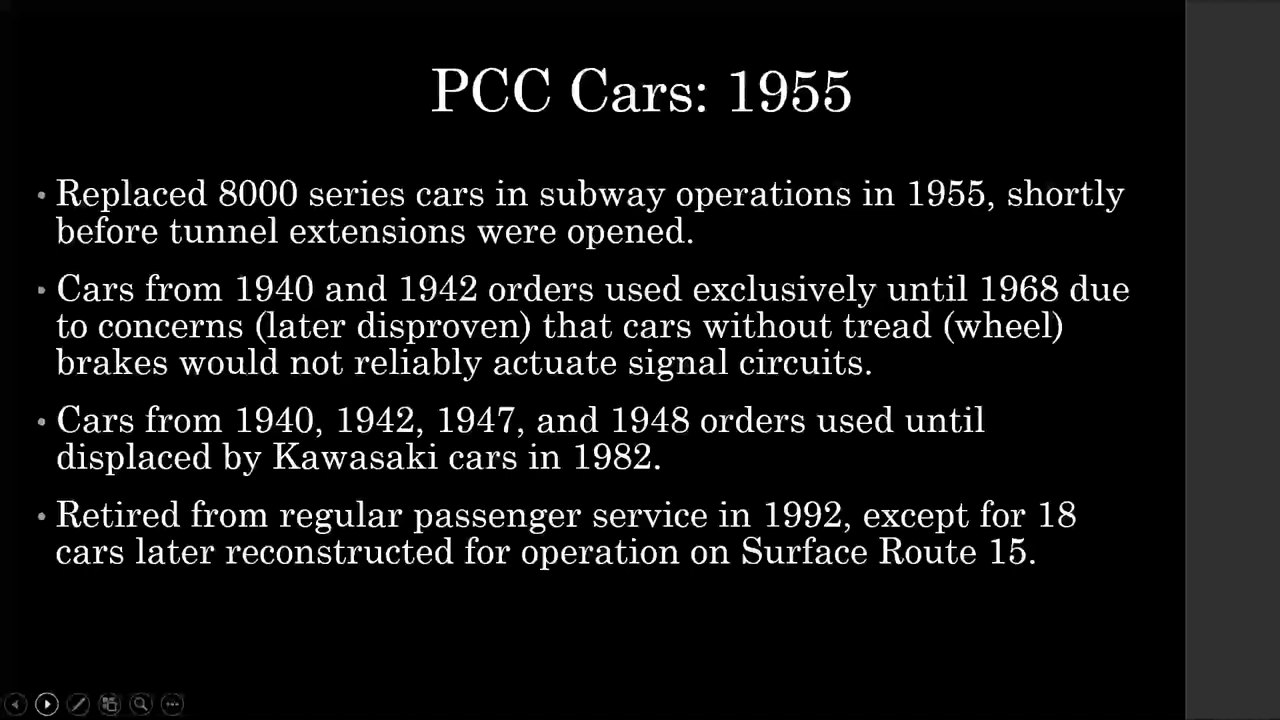 PCC Cars: 1955
• Replaced 8000 series cars in subway operations in 1955, shortly
before tunnel extensions were opened.
• Cars from 1940 and 1942 orders used exclusively until 1968 due
to concerns (later disproven) that cars without tread (wheel)
brakes would not reliably actuate signal circuits.
• Cars from 1940, 1942, 1947, and 1948 orders used until
displaced by Kawasaki cars in 1982.
• Retired from regular passenger service in 1992, except for 18
cars later reconstructed for operation on Surface Route 15.